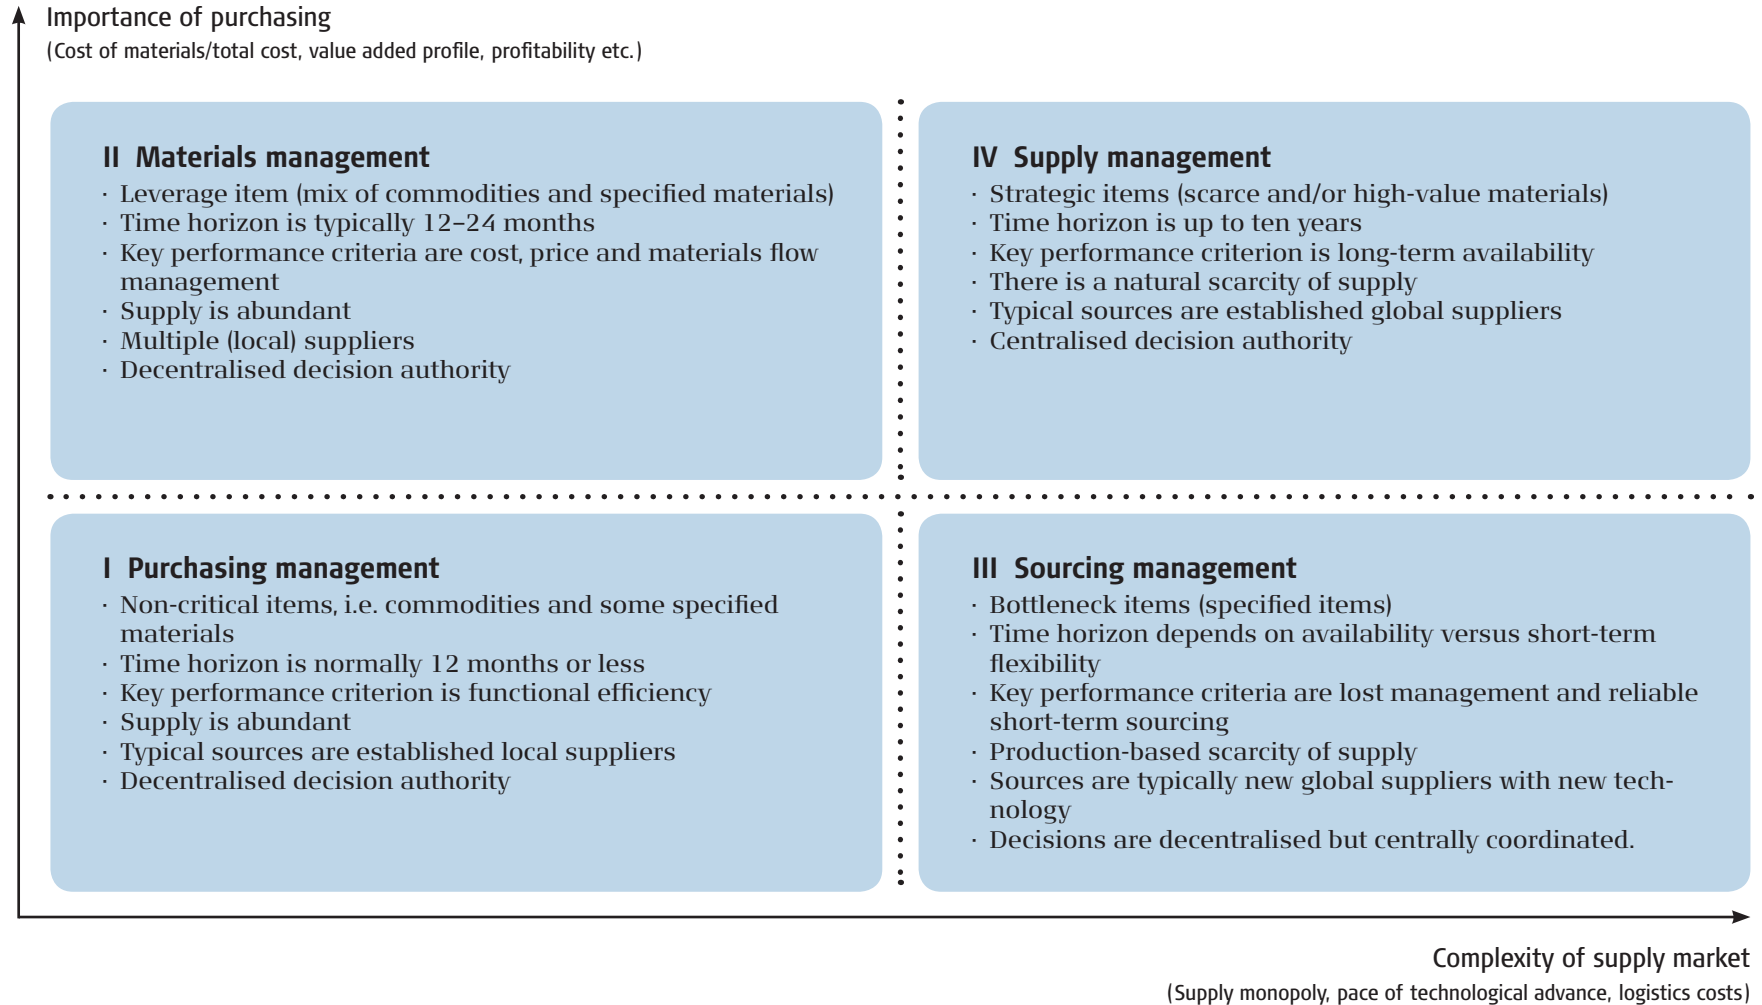 Importance of purchasing
(Cost of materials/total cost, value added profile, profitability etc.)
II Materials management
· Leverage item (mix of commodities and specified materials)
· Time horizon is typically 12–24 months
· Key performance criteria are cost, price and materials flow
management
· Supply is abundant
· Multiple (local) suppliers
· Decentralised decision authority
IV Supply management
· Strategic items (scarce and/or high-value materials)
· Time horizon is up to ten years
· Key performance criterion is long-term availability
· There is a natural scarcity of supply
· Typical sources are established global suppliers
· Centralised decision authority
I Purchasing management
· Non-critical items, i.e. commodities and some specified
materials
· Time horizon is normally 12 months or less
· Key performance criterion is functional efficiency
· Supply is abundant
· Typical sources are established local suppliers
· Decentralised decision authority
III Sourcing management
· Bottleneck items (specified items)
· Time horizon depends on availability versus short-term
flexibility
· Key performance criteria are lost management and reliable
short-term sourcing
· Production-based scarcity of supply
· Sources are typically new global suppliers with new tech-
nology
· Decisions are decentralised but centrally coordinated.
Complexity of supply market
(Supply monopoly, pace of technological advance, logistics costs)